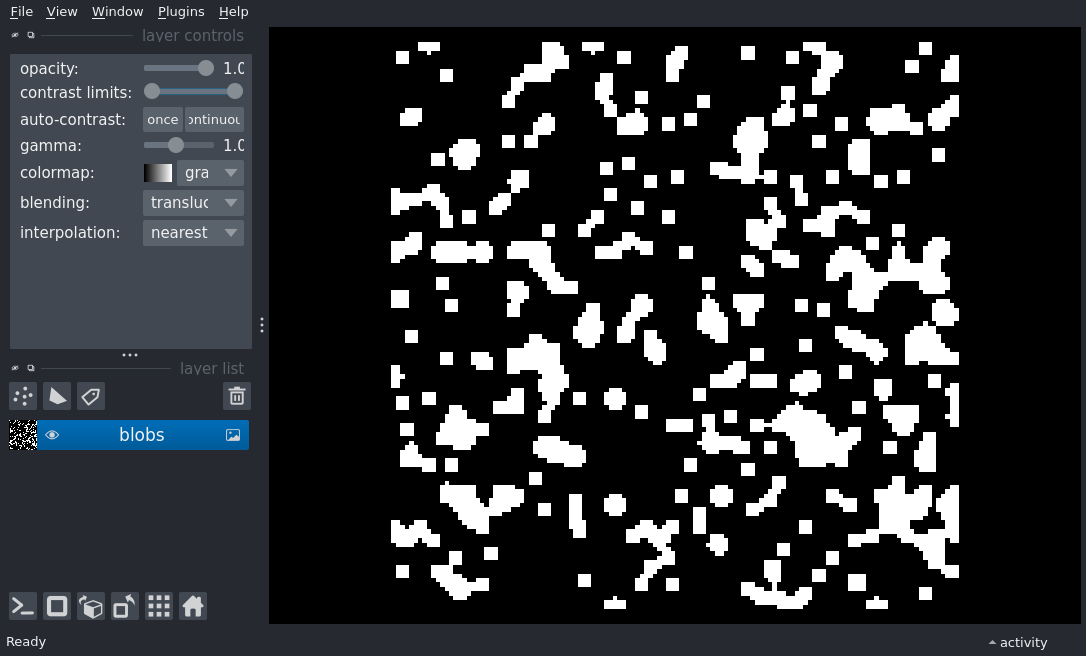 File View Window Plugins Help
layer controls
opacity: 1.0
contrast limits:
auto-contrast: once ontinuou
gamma: 1.0
colormap: gra
blending: transluc
interpolation: nearest
layer list
blobs
Ready
activity